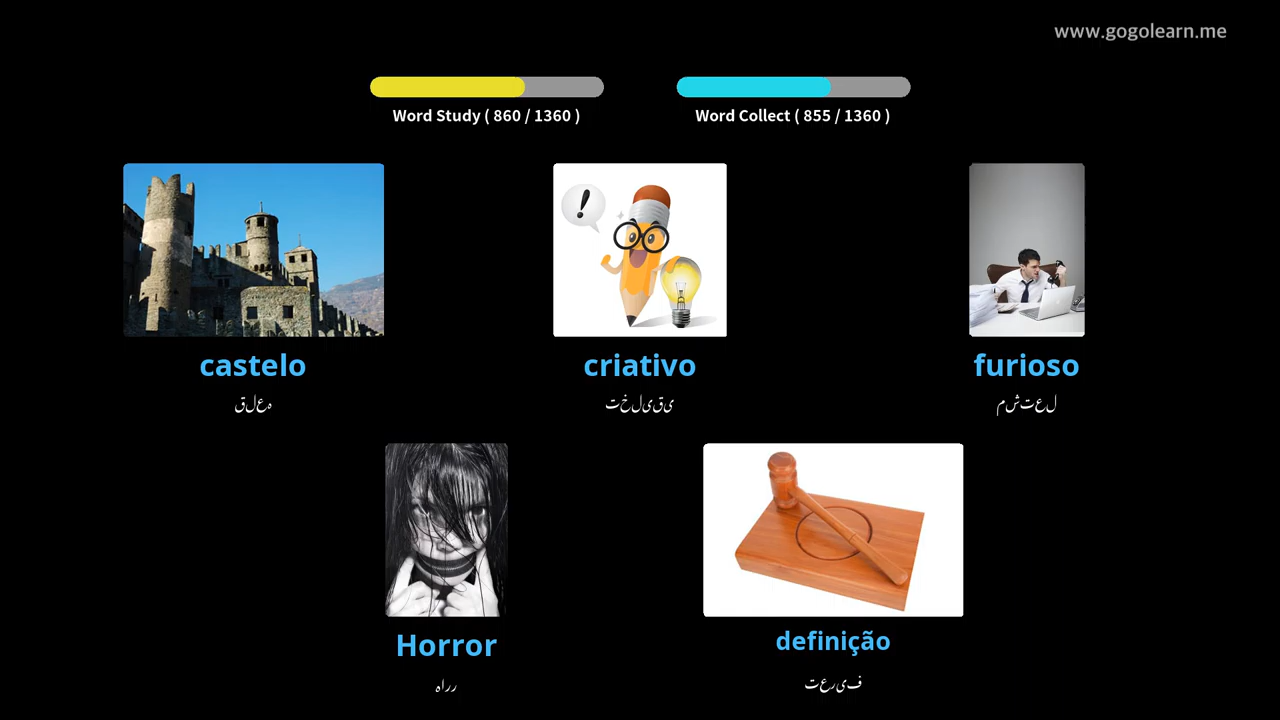 www.gogolearn.me
Word Study ( 860 / 1360 )
Word Collect ( 855 / 1360 )
castelo
criativo
furioso
قلعہ
تخلیقی
مشتعل
Horror
definição
ہارر
تعریف